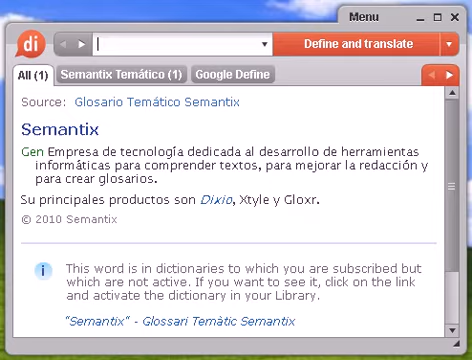 Menu
di
Define and translate
All (1) Semantix Temático (1) Google Define
Source: Glosario Temático Semantix
Semantix
Gen Empresa de tecnología dedicada al desarrollo de herramientas
informáticas para comprender textos, para mejorar la redacción y
para crear glosarios.
Su principales productos son Dixio, Xtyle y Gloxr.
© 2010 Semantix
i
This word is in dictionaries to which you are subscribed but
which are not active. If you want to see it, click on the link
and activate the dictionary in your Library.
"Semantix" - Glossari Temàtic Semantix